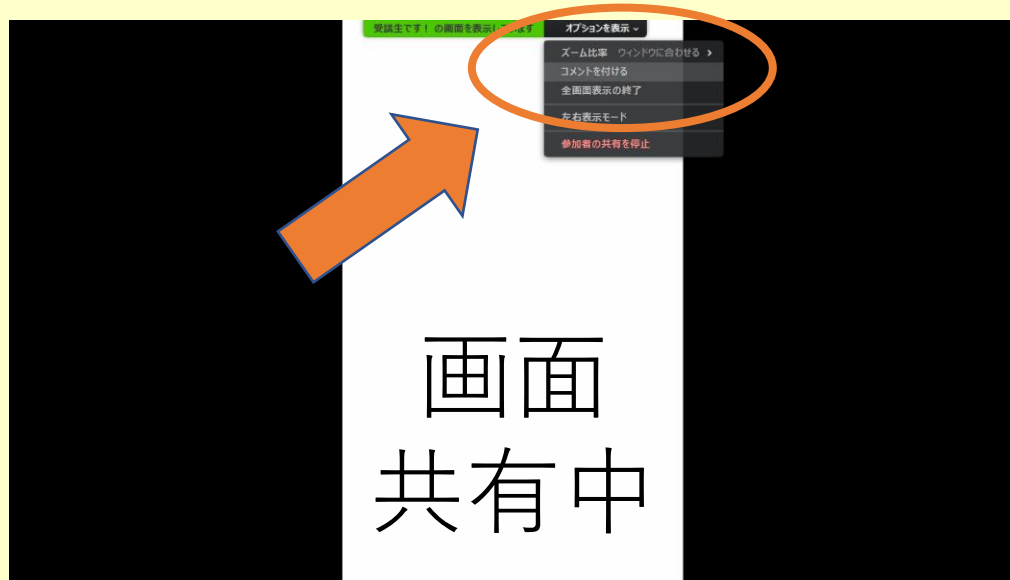 受講生です! の画面を表示しています
オプションを表示
ズーム比率 ウィンドウに合わせる
コメントを付ける
全画面表示の終了
左右表示モード
参加者の共有を停止
画面
共有中